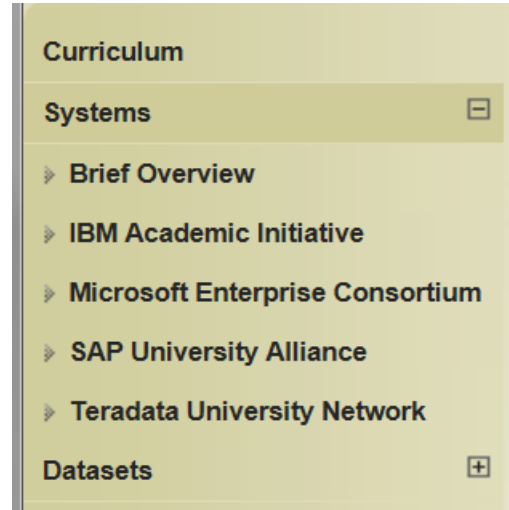 Curriculum
Systems
Brief Overview
IBM Academic Initiative
Microsoft Enterprise Consortium
SAP University Alliance
Teradata University Network
Datasets